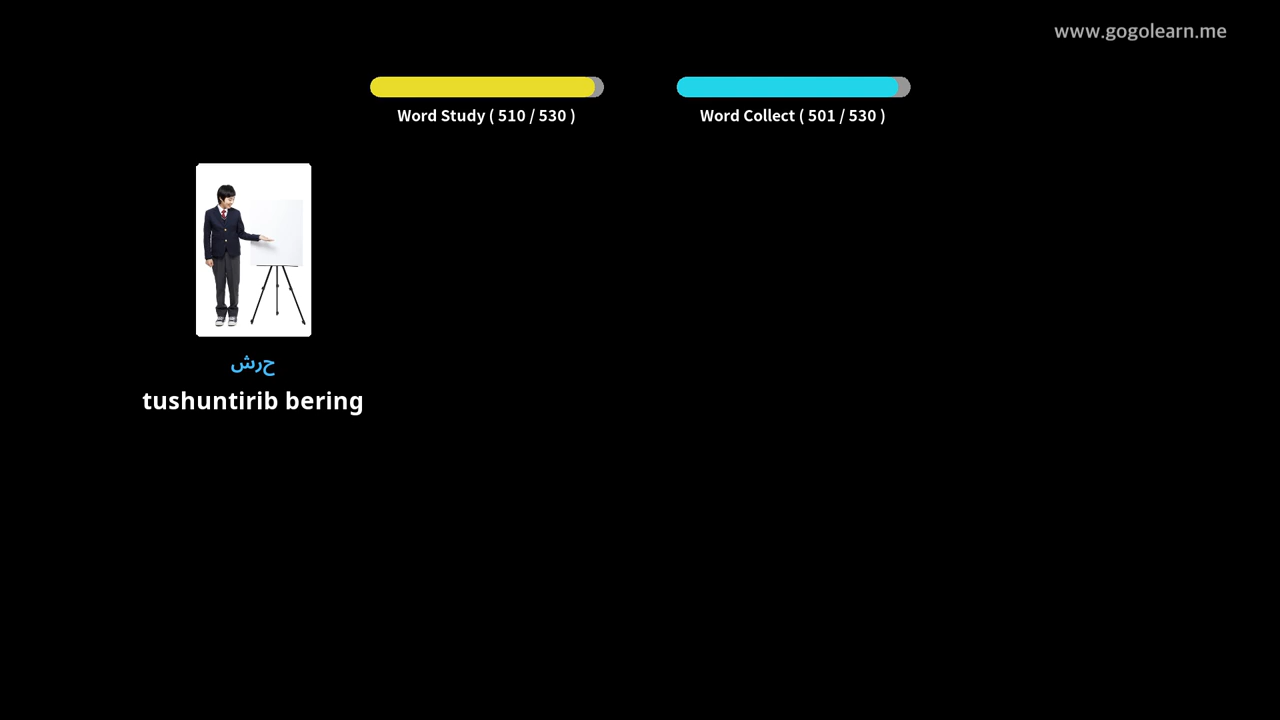 www.gogolearn.me
Word Study ( 510 / 530 )
Word Collect ( 501 / 530 )
حرش
tushuntirib bering